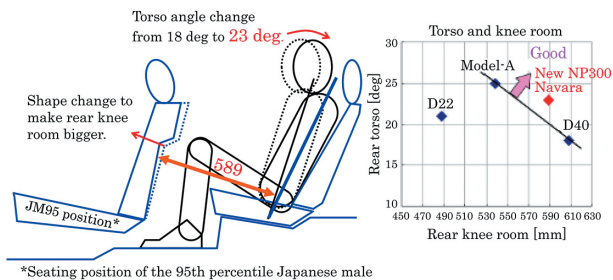 Torso angle change
from 18 deg to 23 deg.
Shape change to
make rear knee
room bigger.
589
JM95 position*
*Seating position of the 95th percentile Japanese male
Torso and knee room
30
25
20
15
10
Rear torso [deg]
Good
Model-A
New NP300
Navara
D22
D40
450 470 490 510 530 550 570 590 610 630
Rear knee room [mm]